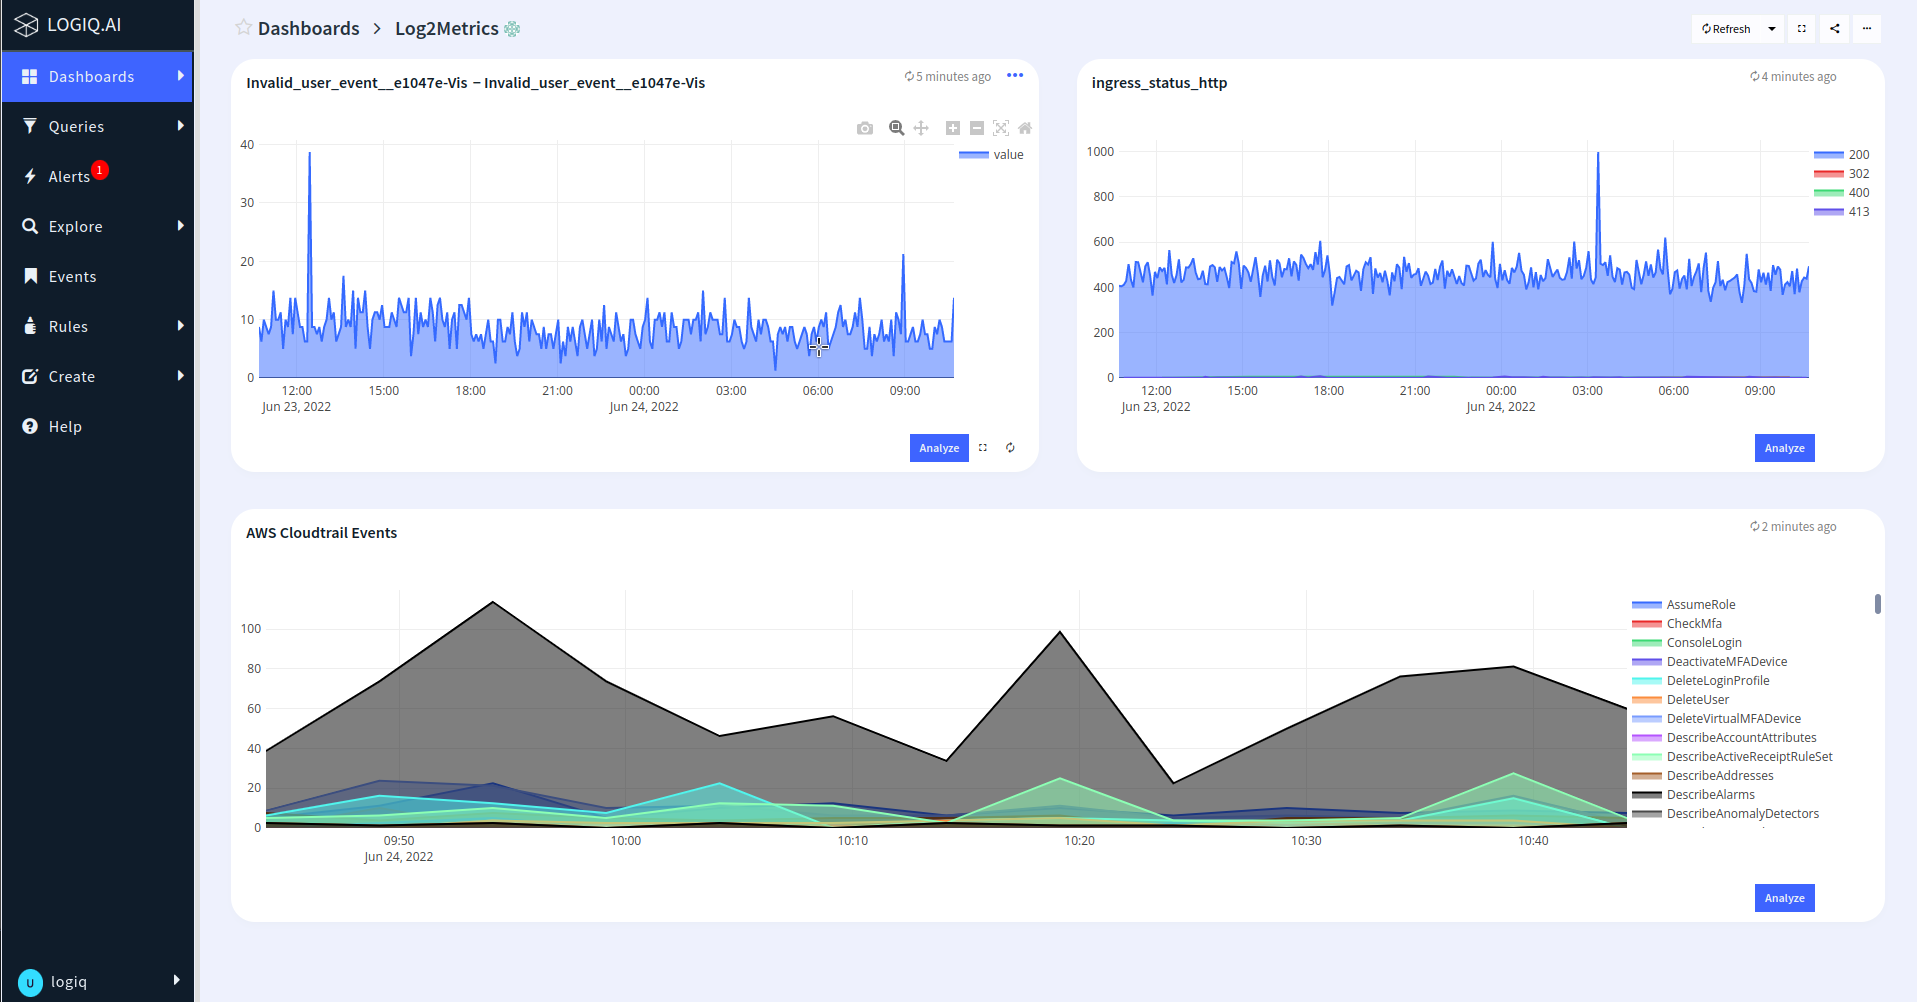 LOGIQ.AI
Dashboards
Queries
Alerts 1
Explore
Events
Rules
Create
Help
U logiq
Dashboards > Log2Metrics
Refresh
Invalid_user_event__e1047e-Vis – Invalid_user_event__e1047e-Vis
5 minutes ago
value
40
30
20
10
0
12:00 15:00 18:00 21:00 00:00 03:00 06:00 09:00
Jun 23, 2022 Jun 24, 2022
Analyze
ingress_status_http
4 minutes ago
1000
800
600
400
200
0
200
302
400
413
12:00 15:00 18:00 21:00 00:00 03:00 06:00 09:00
Jun 23, 2022 Jun 24, 2022
Analyze
AWS Cloudtrail Events
2 minutes ago
100
80
60
40
20
0
AssumeRole
CheckMfa
ConsoleLogin
DeactivateMFADevice
DeleteLoginProfile
DeleteUser
DeleteVirtualMFADevice
DescribeAccountAttributes
DescribeActiveReceiptRuleSet
DescribeAddresses
DescribeAlarms
DescribeAnomalyDetectors
09:50 10:00 10:10 10:20 10:30 10:40
Jun 24, 2022
Analyze